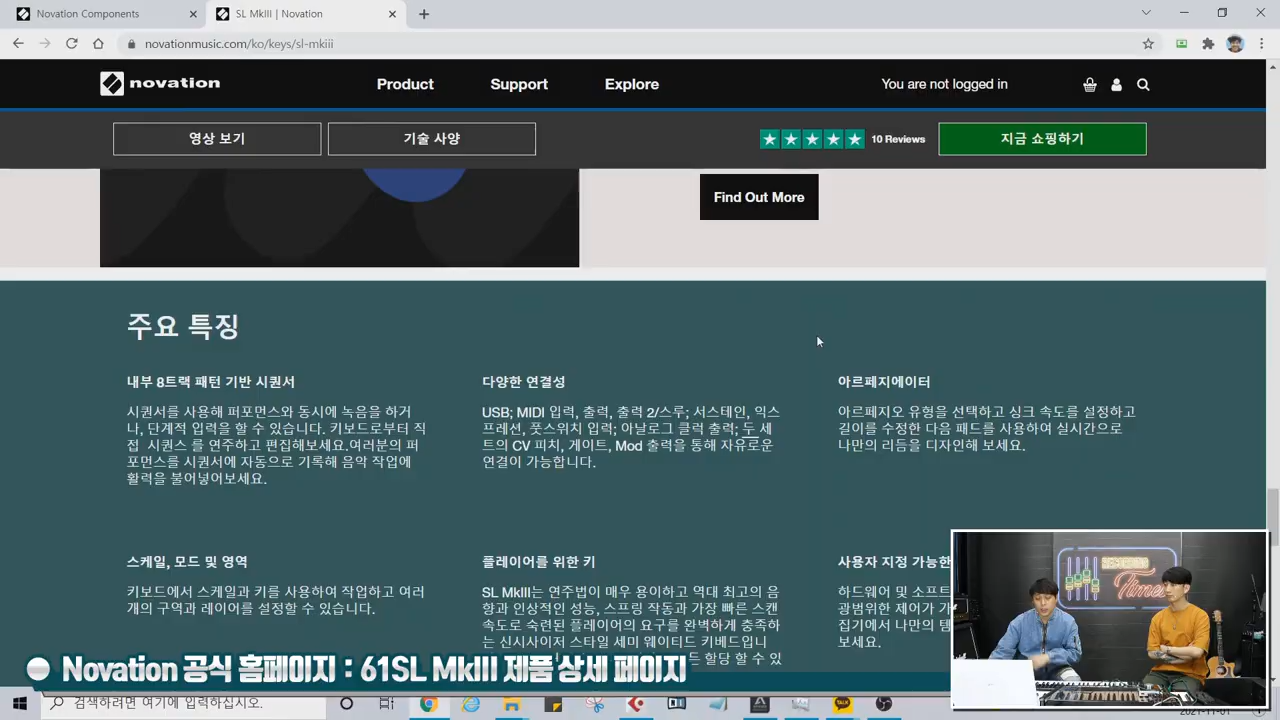 Novation Components
SL MkIII | Novation
novationmusic.com/ko/keys/sl-mkiii
novation
Product
Support
Explore
You are not logged in
영상 보기
기술 사양
10 Reviews
지금 쇼핑하기
Find Out More
주요 특징
내부 8트랙 패턴 기반 시퀀서
시퀀서를 사용해 퍼포먼스와 동시에 녹음을 하거
나, 단계적 입력을 할 수 있습니다. 키보드로부터 직
접, 시퀀스 를 연주하고 편집해보세요.여러분의 퍼
포먼스를 시퀀서에 자동으로 기록해 음악 작업에
활력을 불어넣어보세요.
다양한 연결성
USB; MIDI 입력, 출력, 출력 2/스루; 서스테인, 익스
프레션, 풋스위치 입력; 아날로그 클럭 출력; 두 세
트의 CV 피치, 게이트, Mod 출력을 통해 자유로운
연결이 가능합니다.
아르페지에이터
아르페지오 유형을 선택하고 싱크 속도를 설정하고
길이를 수정한 다음 패드를 사용하여 실시간으로
나만의 리듬을 디자인해 보세요.
스케일, 모드 및 영역
키보드에서 스케일과 키를 사용하여 작업하고 여러
개의 구역과 레이어를 설정할 수 있습니다.
플레이어를 위한 키
SL MkIII는 연주법이 매우 용이하고 역대 최고의 음
향과 인상적인 성능, 스프링 작동과 가장 빠른 스캔
속도로 숙련된 플레이어의 요구를 완벽하게 충족하
는 신시사이저 스타일 세미 웨이티드 키베드입니
든 할당 할 수 있
사용자 지정 가능한
하드웨어 및 소프트
광범위한 제어가 가
집기에서 나만의 템
보세요.
Time
Novation 공식 홈페이지 : 61SL MkIII 제품 상세 페이지
검색하려면 여기에 입력하십시오.
TALK
2021-11-01